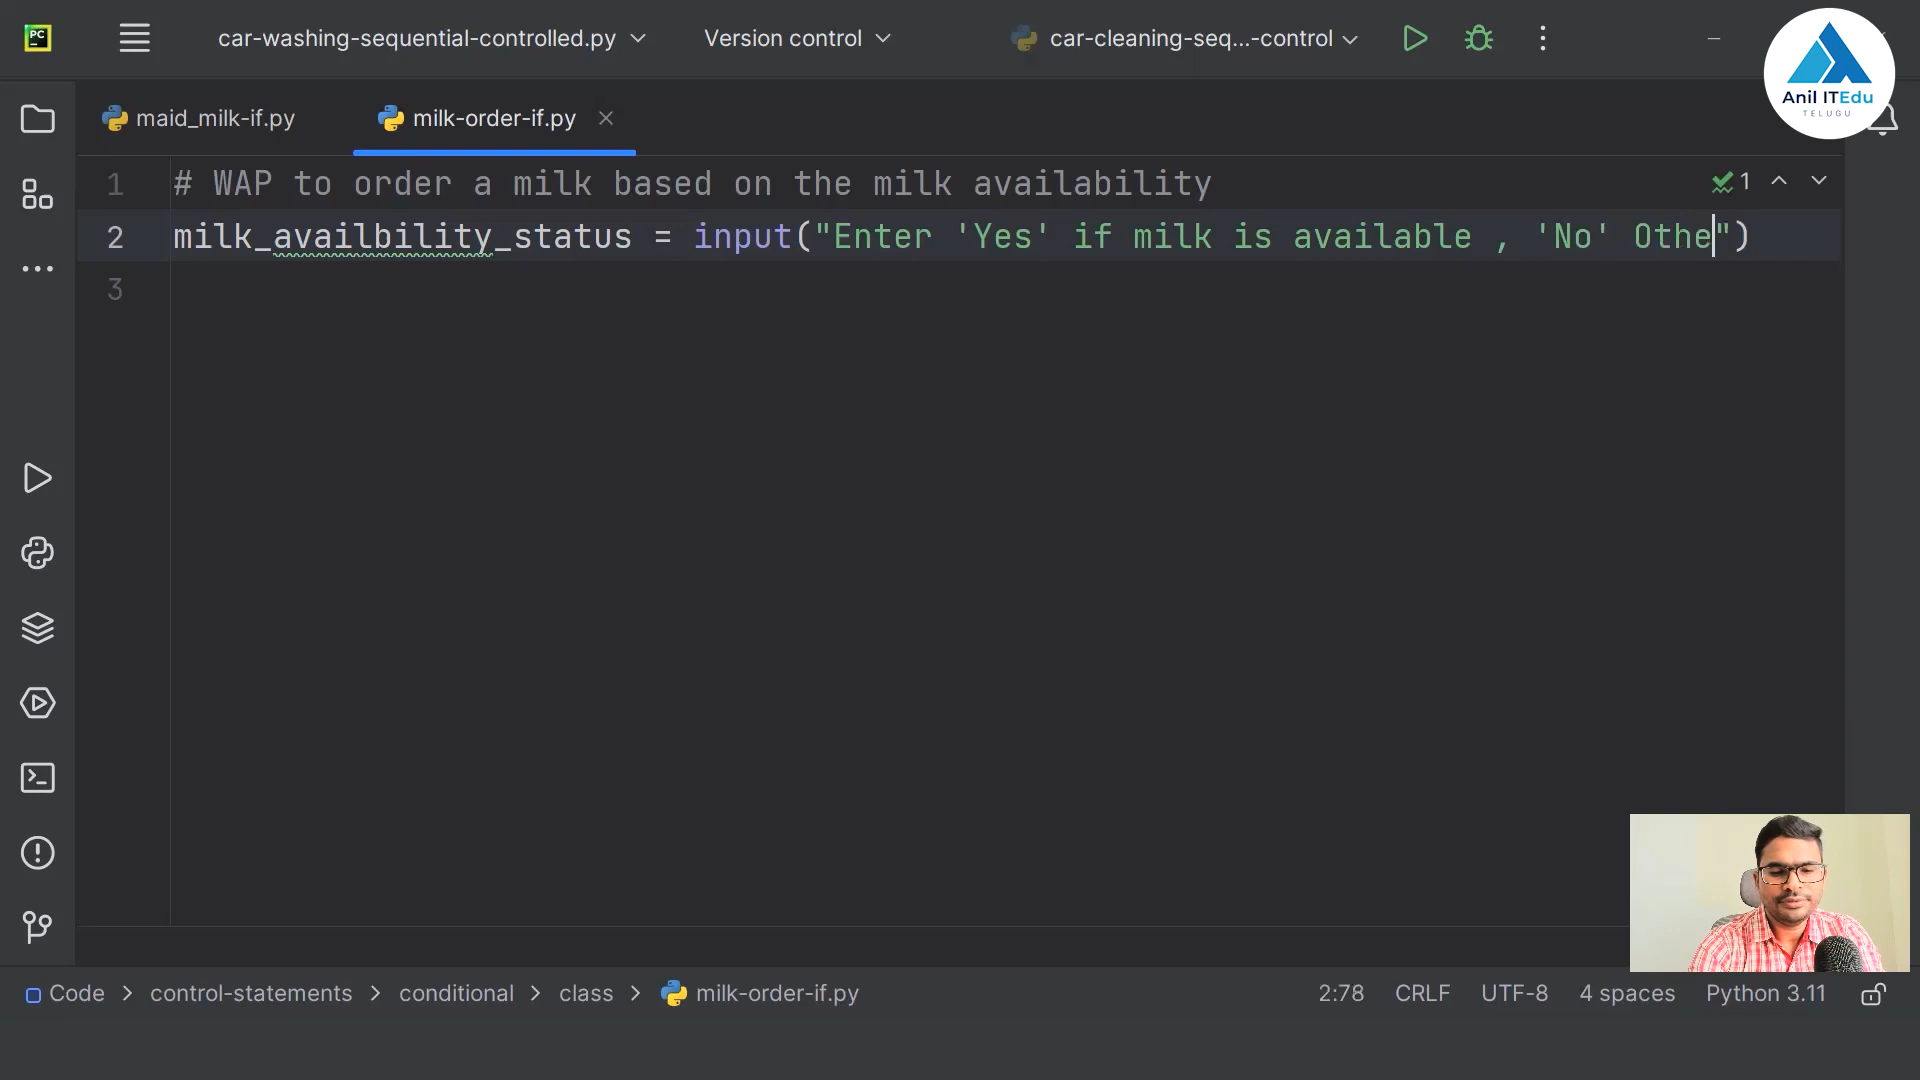 PC
car-washing-sequential-controlled.py
Version control
car-cleaning-seq...-control
Anil ITEdu
TELUGU
maid_milk-if.py
milk-order-if.py
1 # WAP to order a milk based on the milk availability
1
2 milk_availbility_status = input("Enter 'Yes' if milk is available , 'No' Othe")
3
Code > control-statements > conditional > class > milk-order-if.py
2:78 CRLF UTF-8 4 spaces Python 3.11